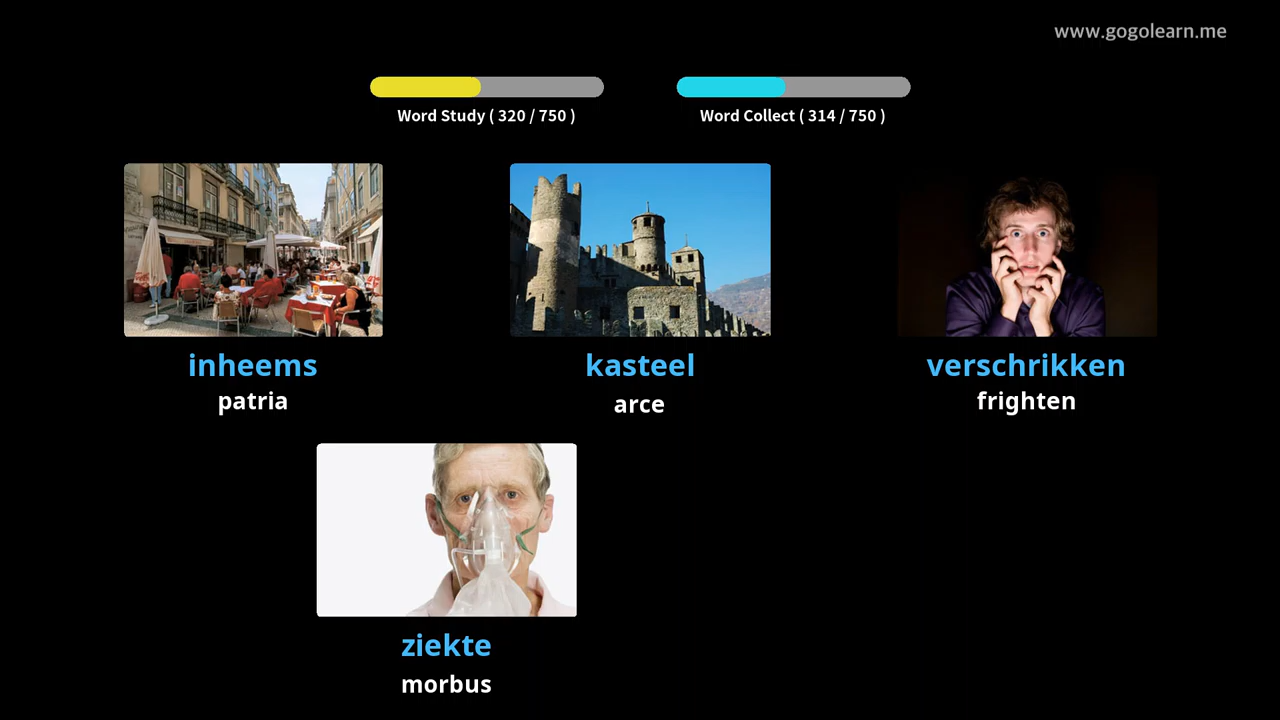 www.gogolearn.me
Word Study ( 320 / 750 )
Word Collect ( 314 / 750 )
inheems
patria
kasteel
arce
verschrikken
frighten
ziekte
morbus